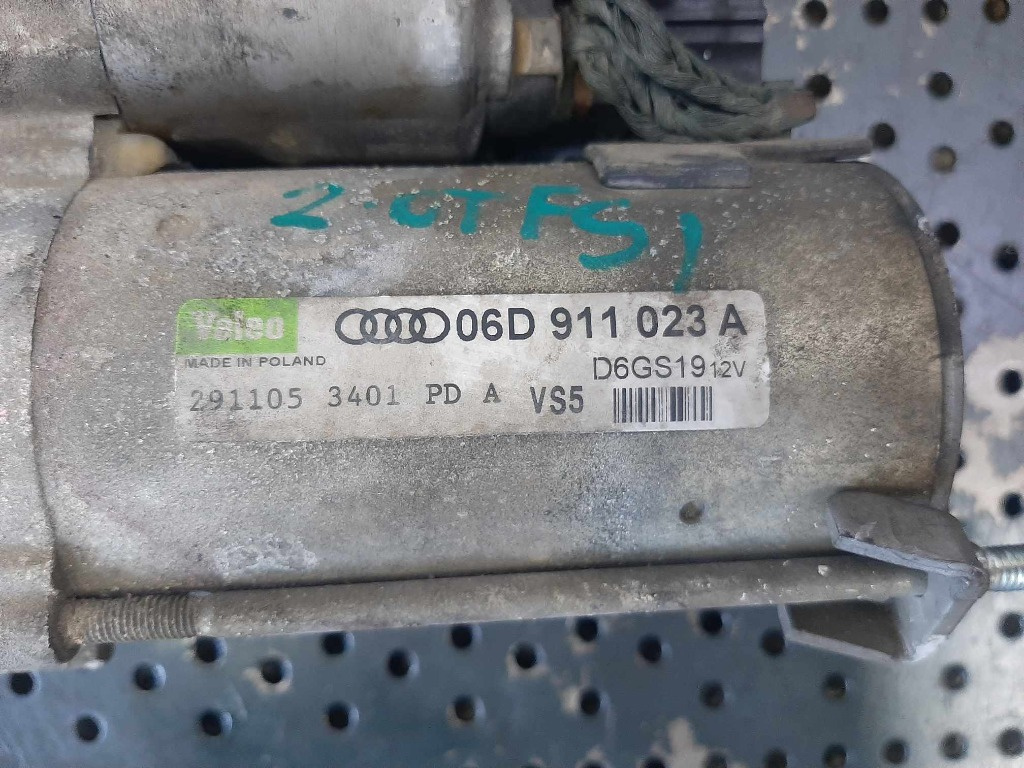 2.0TFSI
Valeo 06D 911 023 A
MADE IN POLAND
D6GS19 12V
291105 3401 PD A VS5